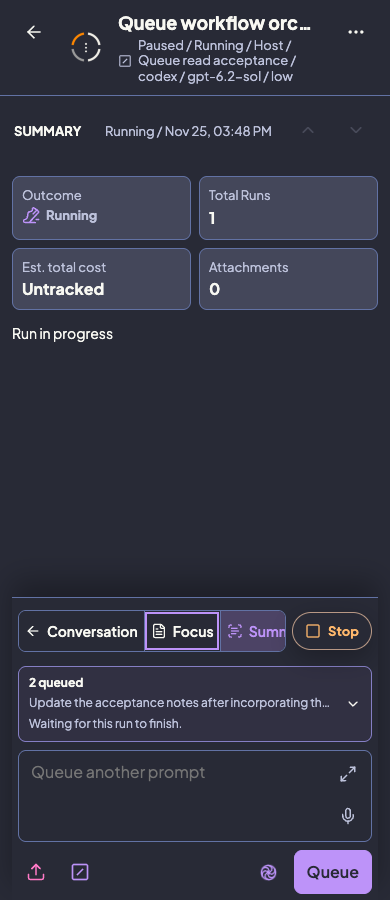 Queue workflow orc...
Paused / Running / Host /
Queue read acceptance /
codex / gpt-6.2-sol / low
SUMMARY
Running / Nov 25, 03:48 PM
Outcome
Running
Total Runs
1
Est. total cost
Untracked
Attachments
0
Run in progress
Conversation
Focus
Summ
Stop
2 queued
Update the acceptance notes after incorporating th...
Waiting for this run to finish.
Queue another prompt
Queue